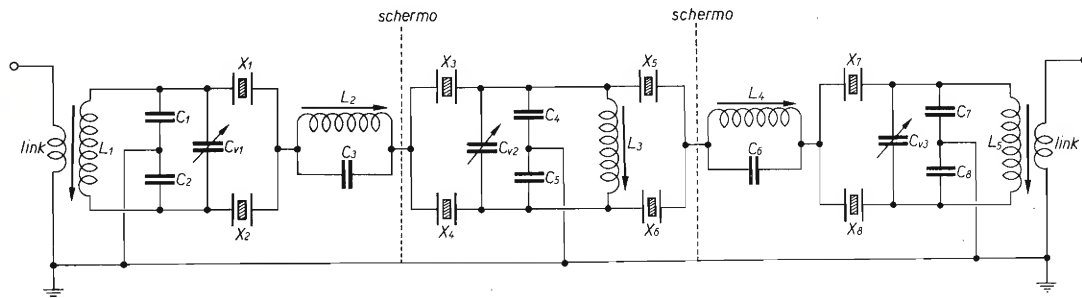 schermo
schermo
X1
X3
X5
X7
L2
L4
C1
C4
C7
link
L1
Cv1
C3
Cv2
L3
C6
Cv3
L5
link
C2
C5
C8
X2
X4
X6
X8